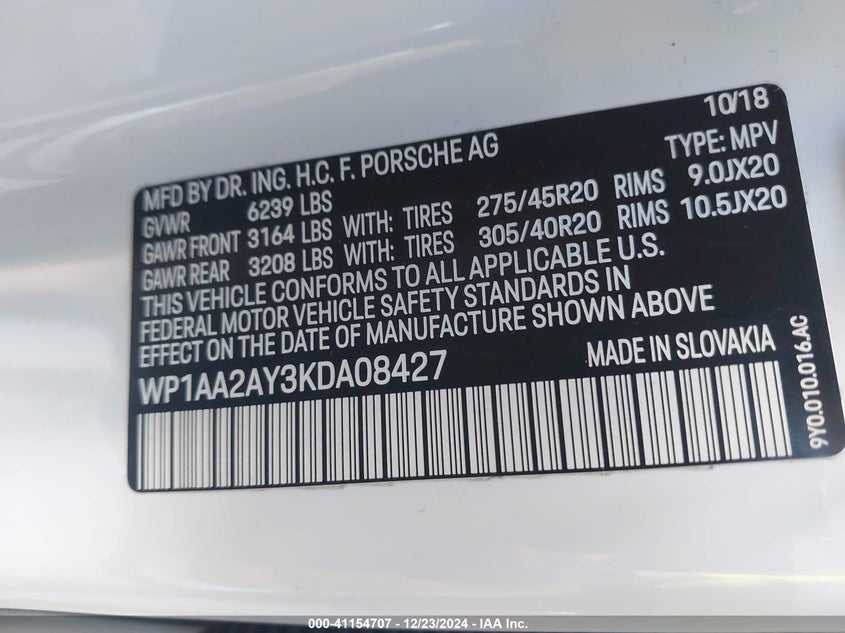 10/18
MFD BY DR. ING. H.C. F. PORSCHE AG TYPE: MPV
GVWR 6239 LBS
GAWR FRONT 3164 LBS WITH: TIRES 275/45R20 RIMS 9.0JX20
GAWR REAR 3208 LBS WITH: TIRES 305/40R20 RIMS 10.5JX20
THIS VEHICLE CONFORMS TO ALL APPLICABLE U.S.
FEDERAL MOTOR VEHICLE SAFETY STANDARDS IN
EFFECT ON THE DATE OF MANUFACTURE SHOWN ABOVE
WP1AA2AY3KDA08427 MADE IN SLOVAKIA
9Y0.010.016.AC
000-41154707 - 12/23/2024 - IAA Inc.